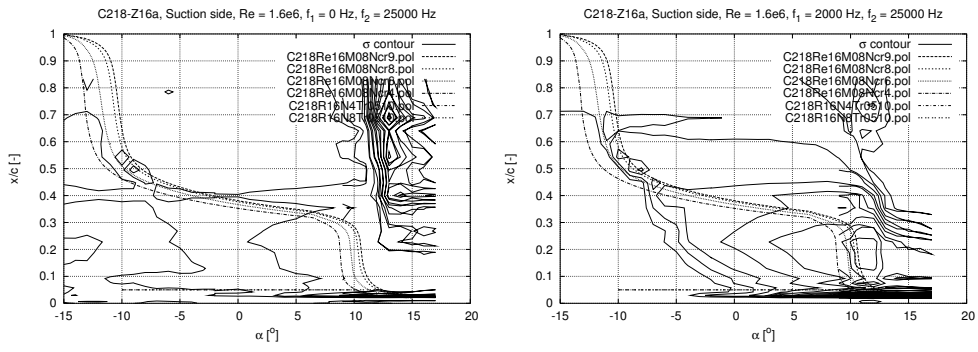 C218-Z16a, Suction side, Re = 1.6e6, f1 = 0 Hz, f2 = 25000 Hz
σ contour
C218Re16M08Ncr9.pol
C218Re16M08Ncr8.pol
C218Re16M08Ncr6.pol
C218Re16M08Ncr4.pol
C218R16N4Tr0510.pol
C218R16N8Tr0510.pol
x/c [-]
1
0.9
0.8
0.7
0.6
0.5
0.4
0.3
0.2
0.1
0
-15 -10 -5 0 5 10 15 20
α [°]
C218-Z16a, Suction side, Re = 1.6e6, f1 = 2000 Hz, f2 = 25000 Hz
σ contour
C218Re16M08Ncr9.pol
C218Re16M08Ncr8.pol
C218Re16M08Ncr6.pol
C218Re16M08Ncr4.pol
C218R16N4Tr0510.pol
C218R16N8Tr0510.pol
x/c [-]
1
0.9
0.8
0.7
0.6
0.5
0.4
0.3
0.2
0.1
0
-15 -10 -5 0 5 10 15 20
α [°]